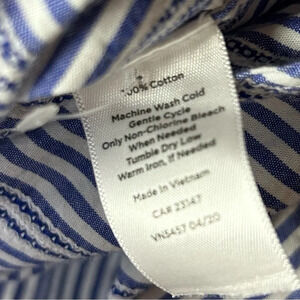 100% Cotton
Machine Wash Cold
Gentle Cycle
Only Non-Chlorine Bleach
When Needed
Tumble Dry Low
Warm Iron, If Needed
Made in Vietnam
CA# 23147
VN5457 04/20